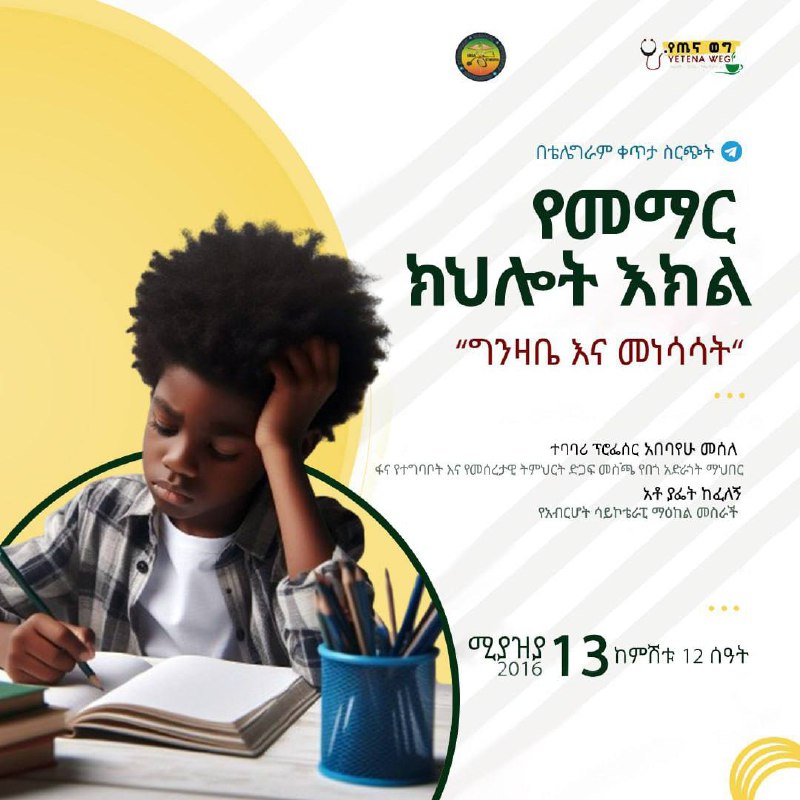 የጤና ወግ
YETENA WEG
በቴሌግራም ቀጥታ ስርጭት
የመማር
ክህሎት እክል
“ግንዛቤ እና መነሳሳት“
ተባባሪ ፕሮፌሰር አበባየሁ መሰለ
ፋና የተግባቦት እና የመሰረታዊ ትምህርት ድጋፍ መስጫ የበጎ አድራጎት ማህበር
አቶ ያፌት ከፈለኝ
የአብርሆት ሳይኮቴራፒ ማዕከል መስራች
ሚያዝያ 13 ከምሽቱ 12 ሰዓት
2016